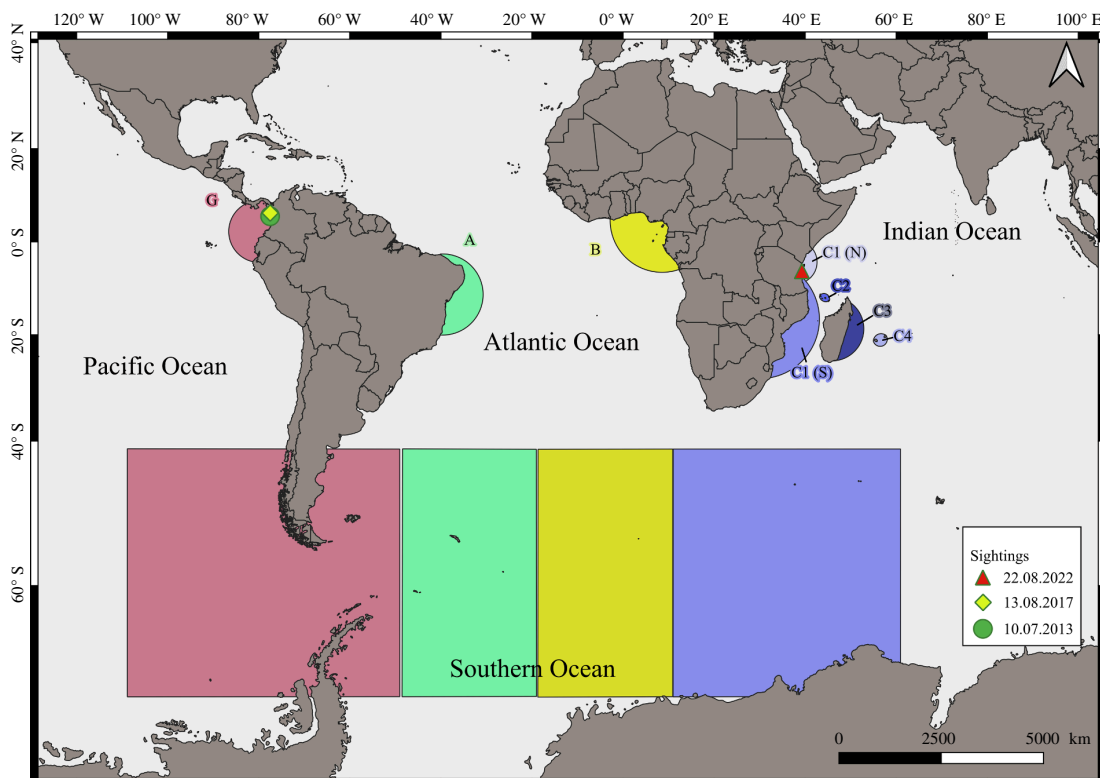 120° W 100° W 80° W 60° W 40° W 20° W 0° W 20° E 40° E 60° E 80° E 100° E
40° N
20° N
0° S
20° S
40° S
60° S
G
A
B
Indian Ocean
C1 (N)
C2
C3
C4
C1 (S)
Atlantic Ocean
Pacific Ocean
Southern Ocean
Sightings
22.08.2022
13.08.2017
10.07.2013
0 2500 5000 km